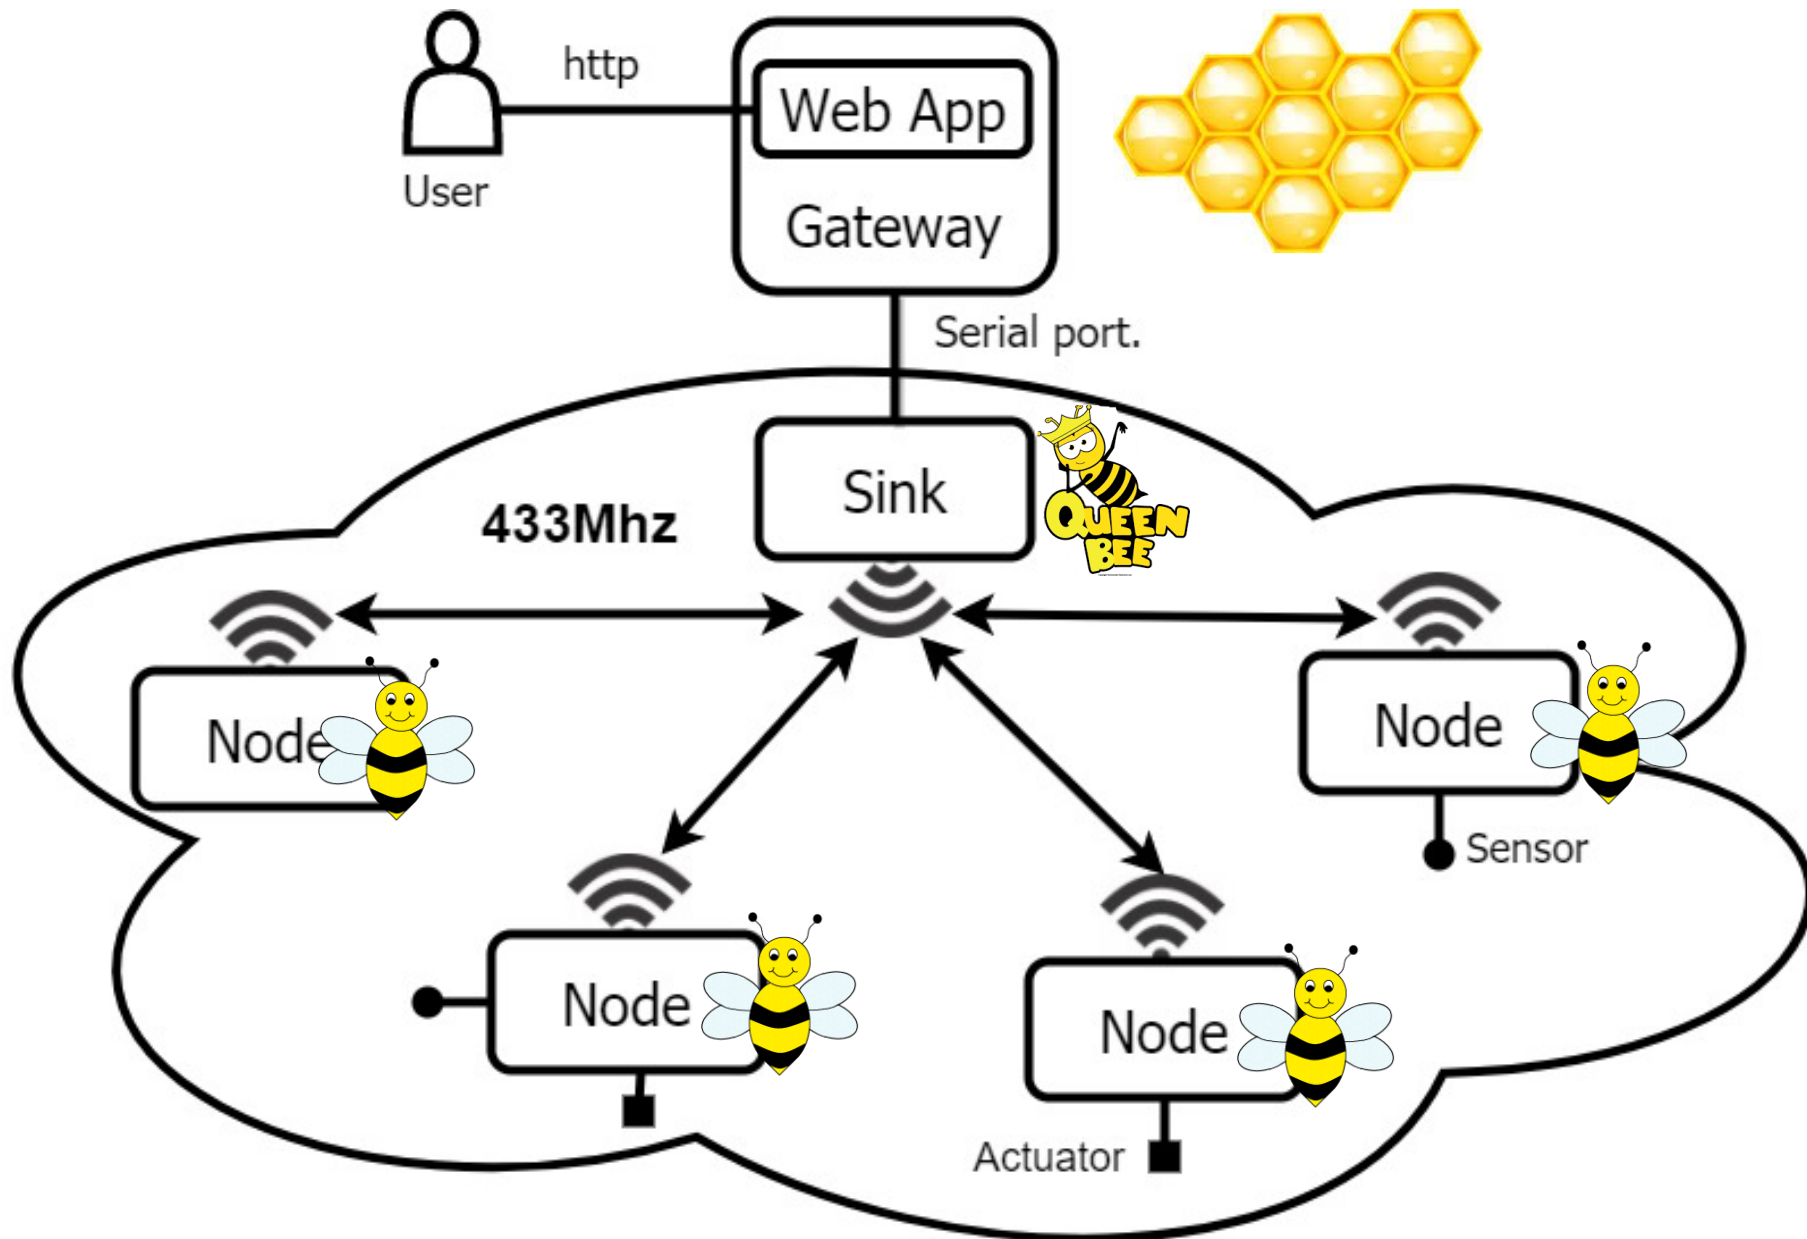 http
Web App
User
Gateway
Serial port.
Sink
433Mhz
QUEEN
BEE
Node
Node
Sensor
Node
Node
Actuator